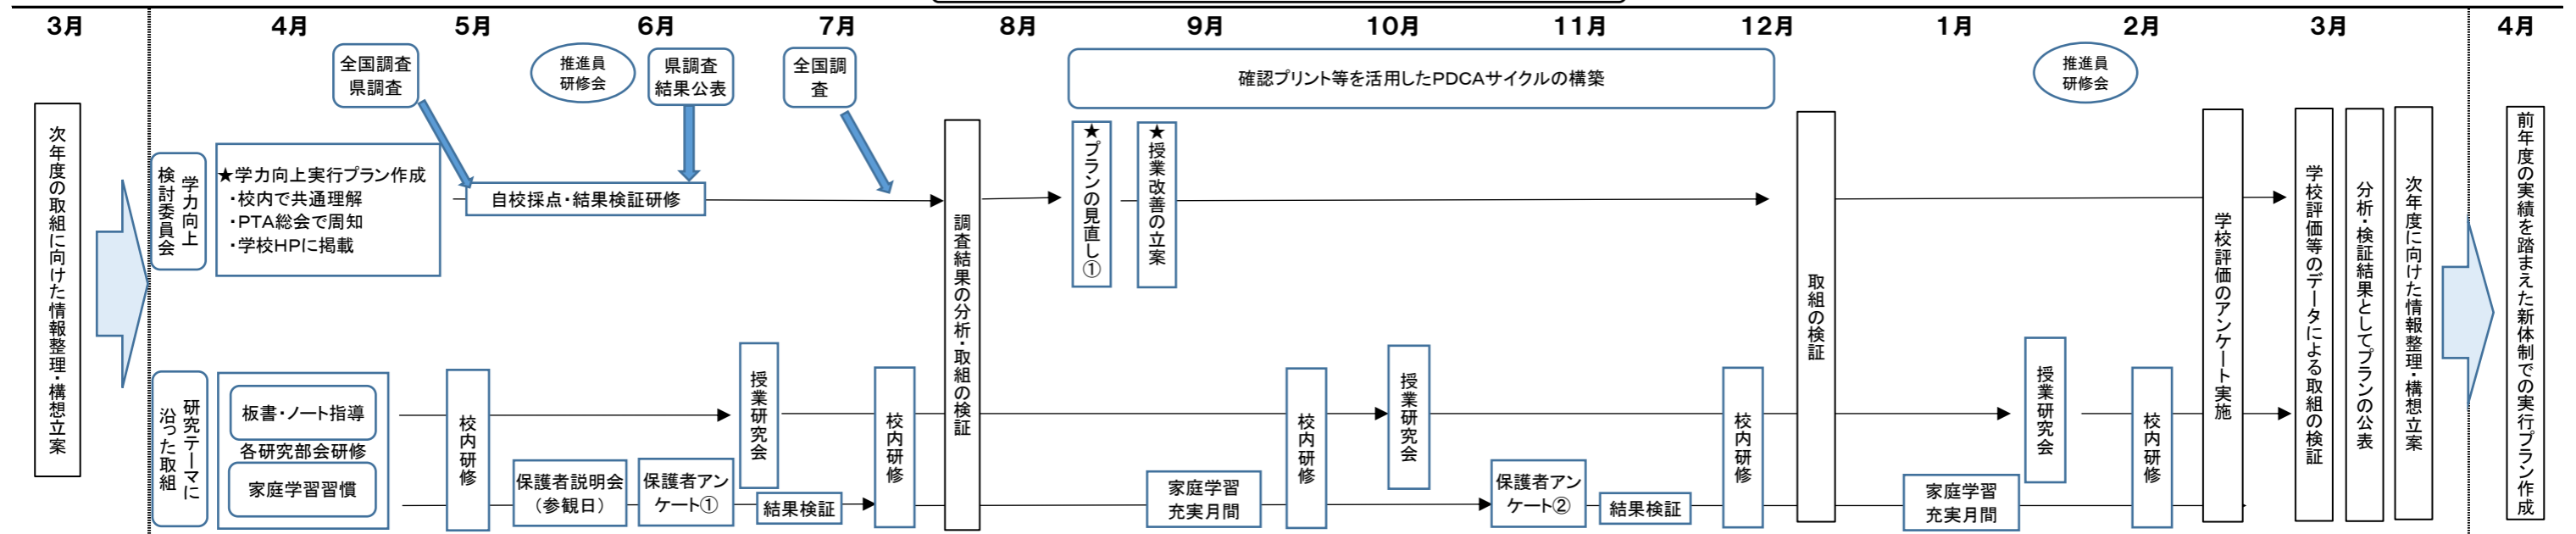 3月
4月
5月
6月
7月
8月
9月
10月
11月
12月
1月
2月
3月
4月
全国調査
県調査
推進員
研修会
県調査
結果公表
全国調
査
確認プリント等を活用したPDCAサイクルの構築
推進員
研修会
次年度の取組に向けた情報整理・構想立案
学力向上
検討委員会
★学力向上実行プラン作成
・校内で共通理解
・PTA総会で周知
・学校HPに掲載
自校採点・結果検証研修
調査結果の分析・取組の検証
★プランの見直し①
★授業改善の立案
取組の検証
学校評価のアンケート実施
学校評価等のデータによる取組の検証
分析・検証結果としてプランの公表
次年度に向けた情報整理・構想立案
前年度の実績を踏まえた新体制での実行プラン作成
研究テーマに
沿った取組
板書・ノート指導
各研究部会研修
家庭学習習慣
校内研修
保護者説明会
(参観日)
保護者アン
ケート①
授業研究会
結果検証
校内研修
家庭学習
充実月間
校内研修
授業研究会
保護者アン
ケート②
結果検証
校内研修
家庭学習
充実月間
授業研究会
校内研修